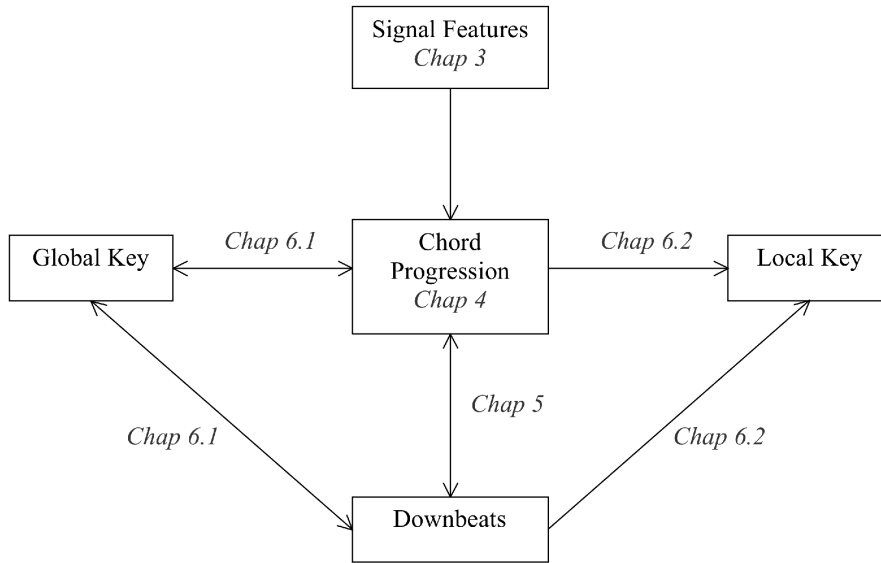 Signal Features
Chap 3
Chap 6.1
Chap 6.2
Global Key
Chord
Progression
Chap 4
Local Key
Chap 5
Chap 6.1
Chap 6.2
Downbeats